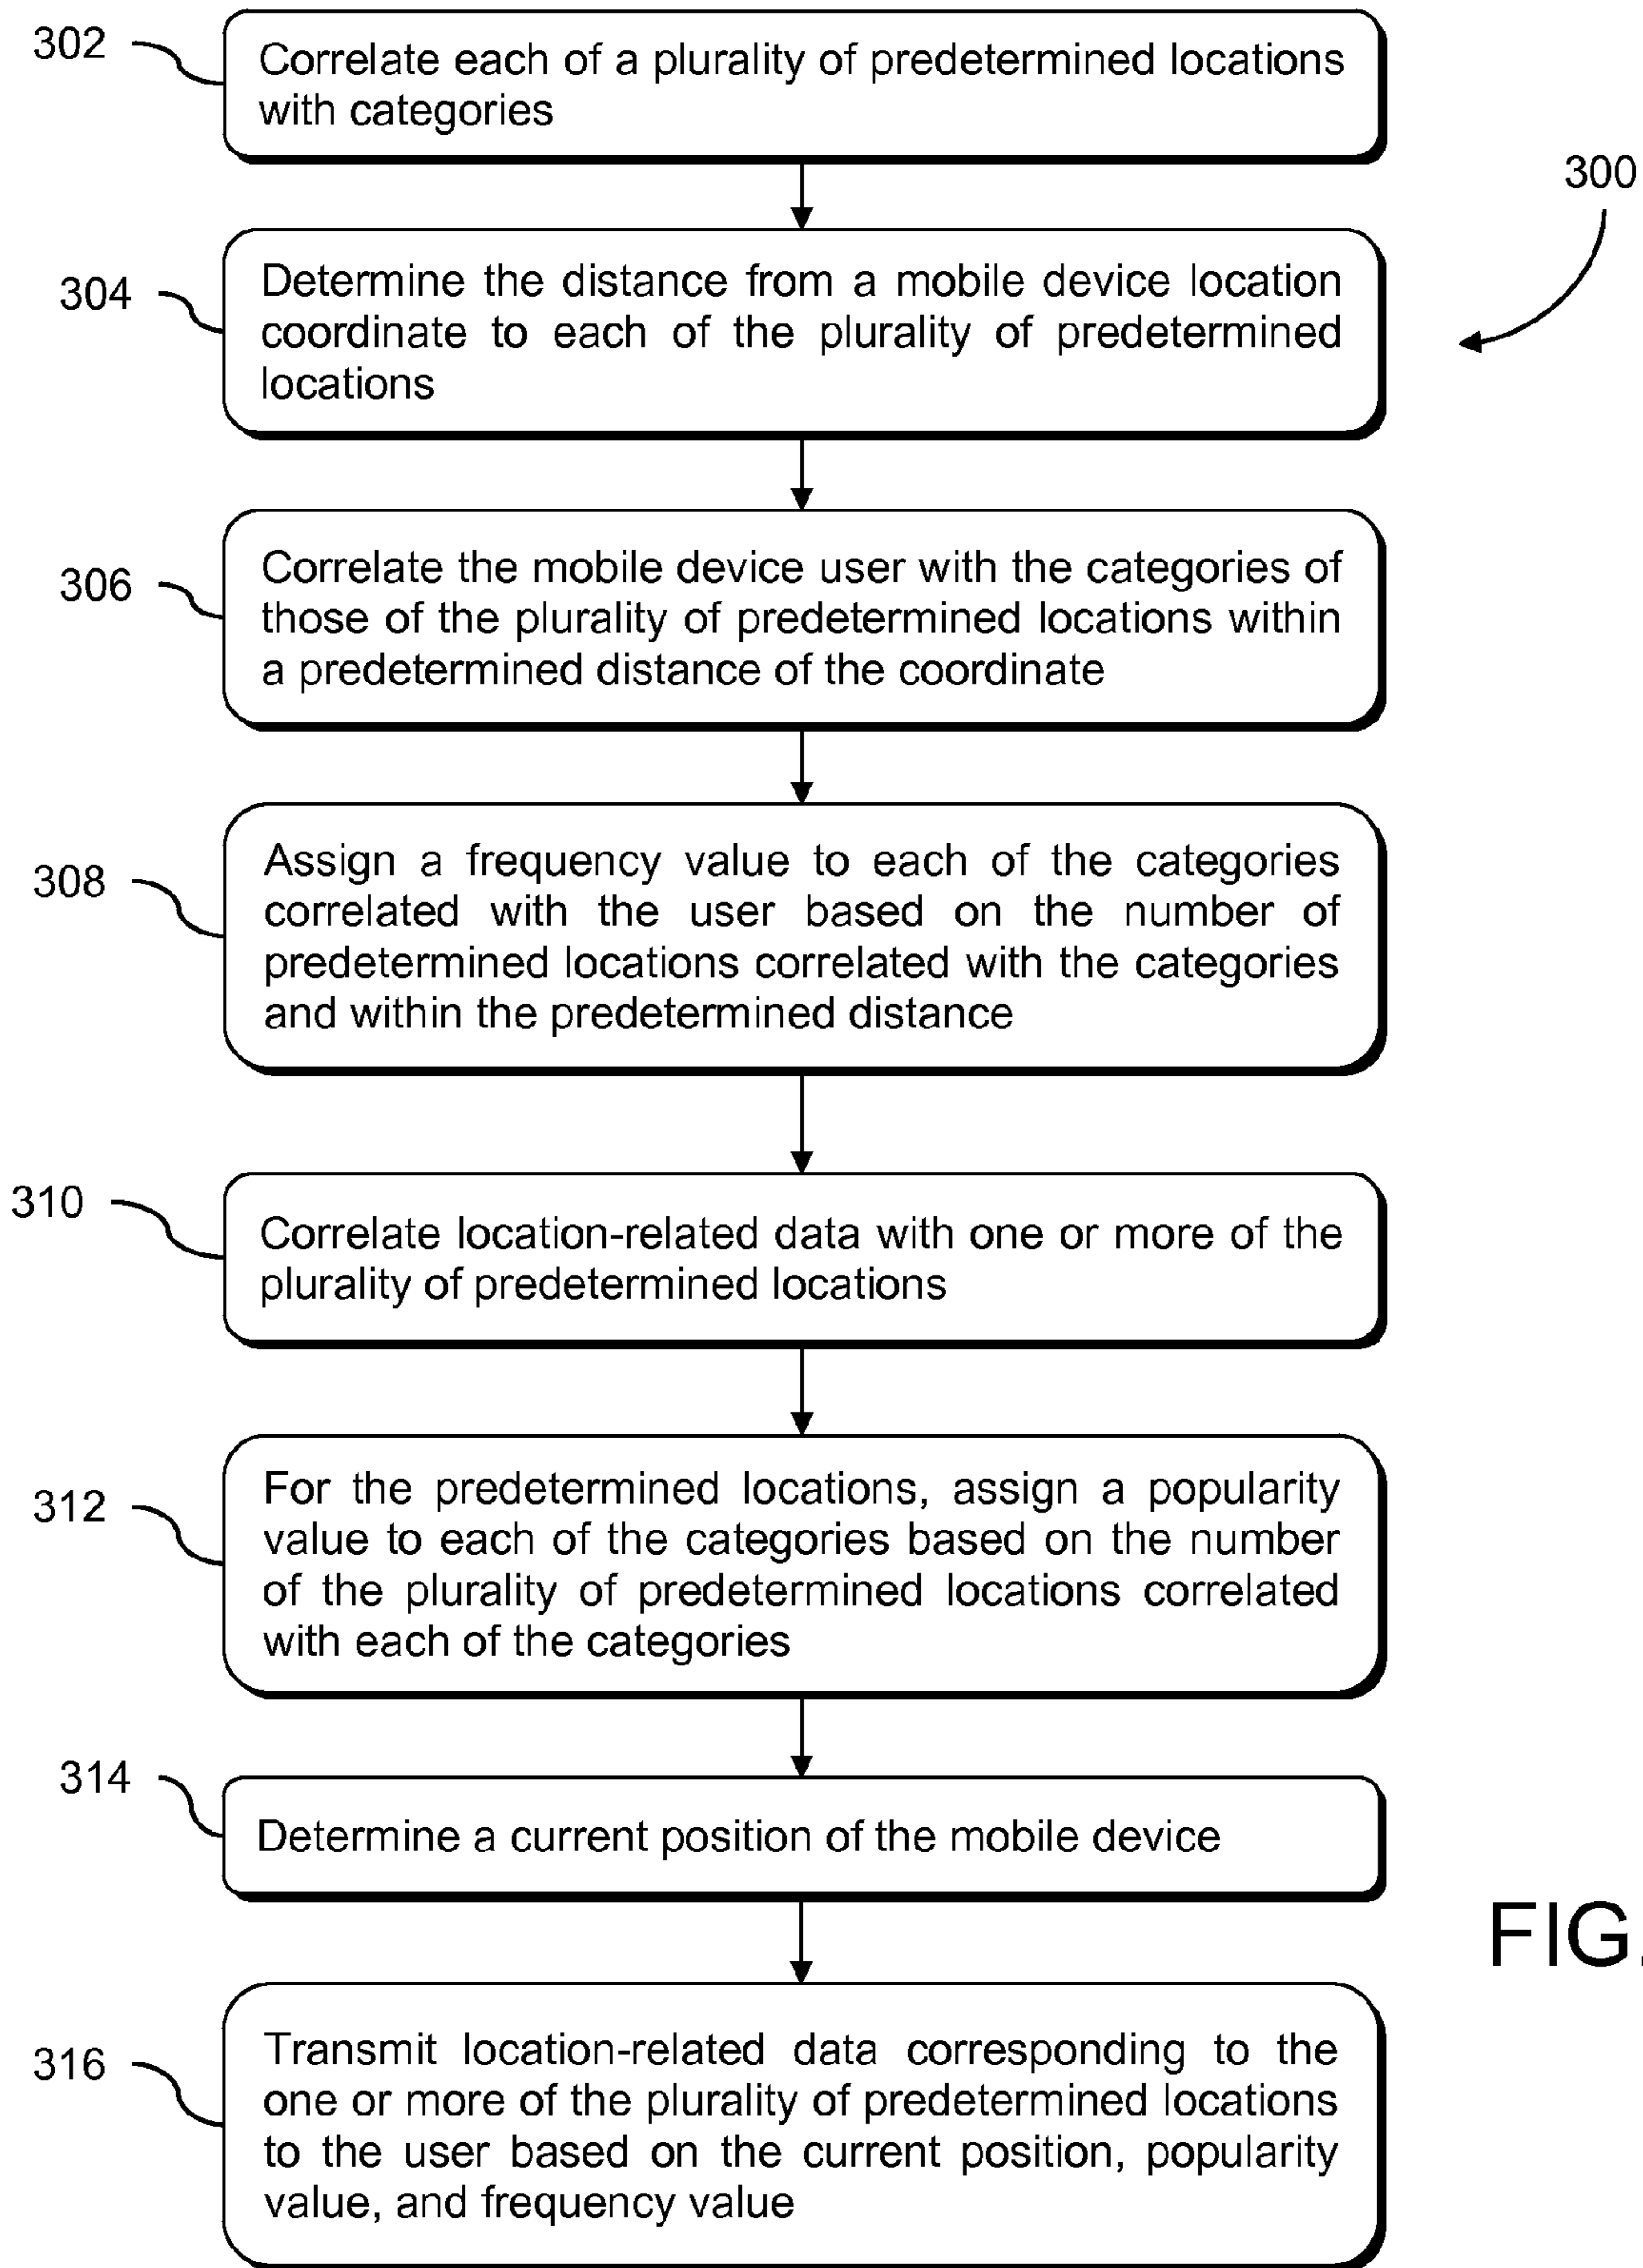 302
Correlate each of a plurality of predetermined locations
with categories
300
304
Determine the distance from a mobile device location
coordinate to each of the plurality of predetermined
locations
306
Correlate the mobile device user with the categories of
those of the plurality of predetermined locations within
a predetermined distance of the coordinate
308
Assign a frequency value to each of the categories
correlated with the user based on the number of
predetermined locations correlated with the categories
and within the predetermined distance
310
Correlate location-related data with one or more of the
plurality of predetermined locations
312
For the predetermined locations, assign a popularity
value to each of the categories based on the number
of the plurality of predetermined locations correlated
with each of the categories
314
Determine a current position of the mobile device
FIG.
316
Transmit location-related data corresponding to the
one or more of the plurality of predetermined locations
to the user based on the current position, popularity
value, and frequency value